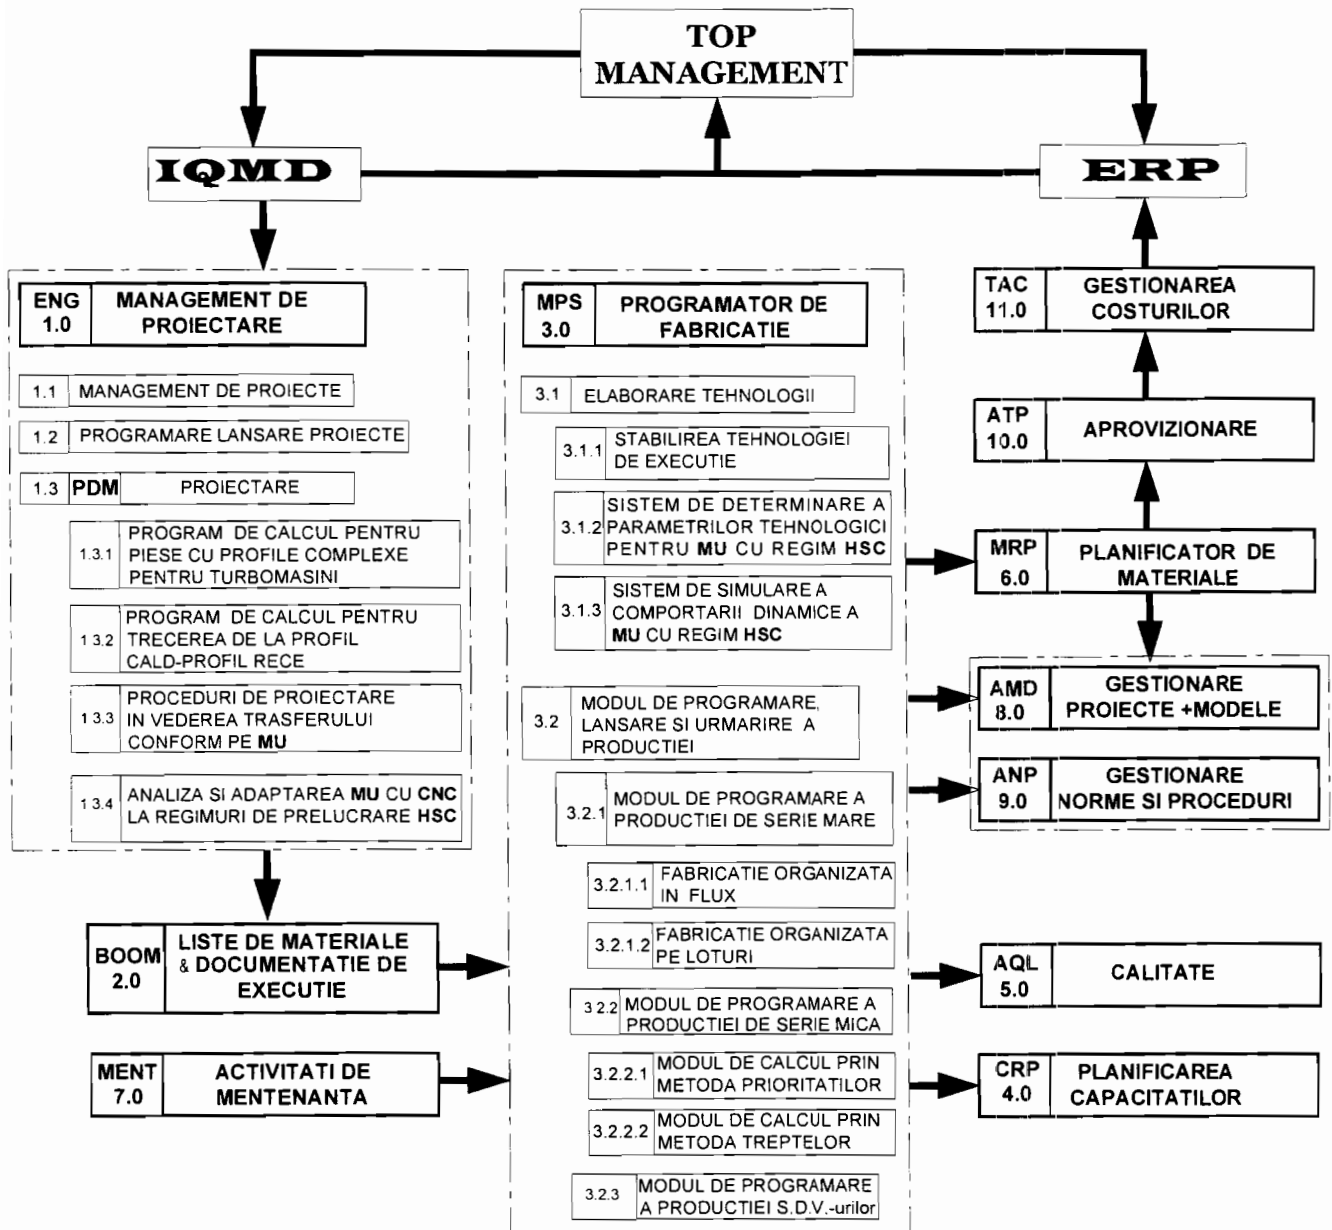 TOP
MANAGEMENT
IQMD
ERP
ENG
1.0
MANAGEMENT DE
PROIECTARE
1.1 MANAGEMENT DE PROIECTE
1.2 PROGRAMARE LANSARE PROIECTE
1.3 PDM PROIECTARE
1.3.1
PROGRAM DE CALCUL PENTRU
PIESE CU PROFILE COMPLEXE
PENTRU TURBOMASINI
1 3.2
PROGRAM DE CALCUL PENTRU
TRECEREA DE LA PROFIL
CALD-PROFIL RECE
1 3.3
PROCEDURI DE PROIECTARE
IN VEDEREA TRASFERULUI
CONFORM PE MU
1 3.4
ANALIZA SI ADAPTAREA MU CU CNC
LA REGIMURI DE PRELUCRARE HSC
BOOM
2.0
LISTE DE MATERIALE
& DOCUMENTATIE DE
EXECUTIE
MENT
7.0
ACTIVITATI DE
MENTENANTA
MPS
3.0
PROGRAMATOR DE
FABRICATIE
3.1 ELABORARE TEHNOLOGII
3.1.1
STABILIREA TEHNOLOGIEI
DE EXECUTIE
3.1.2
SISTEM DE DETERMINARE A
PARAMETRILOR TEHNOLOGICI
PENTRU MU CU REGIM HSC
3.1.3
SISTEM DE SIMULARE A
COMPORTARII DINAMICE A
MU CU REGIM HSC
3.2
MODUL DE PROGRAMARE,
LANSARE SI URMARIRE A
PRODUCTIEI
3.2.1
MODUL DE PROGRAMARE A
PRODUCTIEI DE SERIE MARE
3.2.1.1
FABRICATIE ORGANIZATA
IN FLUX
3.2.1.2
FABRICATIE ORGANIZATA
PE LOTURI
3.2.2
MODUL DE PROGRAMARE A
PRODUCTIEI DE SERIE MICA
3.2.2.1
MODUL DE CALCUL PRIN
METODA PRIORITATILOR
3.2.2.2
MODUL DE CALCUL PRIN
METODA TREPTELOR
3.2.3
MODUL DE PROGRAMARE
A PRODUCTIEI S.D.V.-urilor
TAC
11.0
GESTIONAREA
COSTURILOR
ATP
10.0
APROVIZIONARE
MRP
6.0
PLANIFICATOR DE
MATERIALE
AMD
8.0
GESTIONARE
PROIECTE +MODELE
ANP
9.0
GESTIONARE
NORME SI PROCEDURI
AQL
5.0
CALITATE
CRP
4.0
PLANIFICAREA
CAPACITATILOR